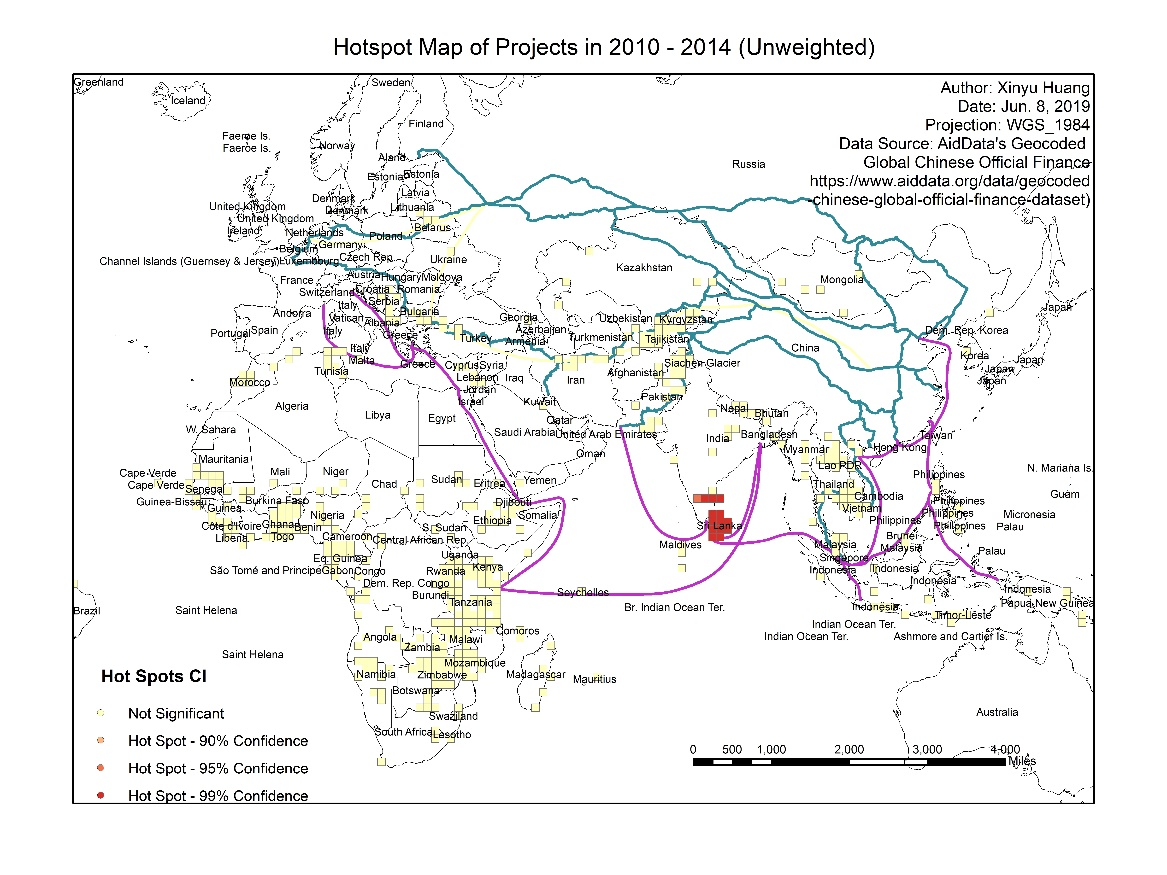 Hotspot Map of Projects in 2010 - 2014 (Unweighted)
Author: Xinyu Huang
Date: Jun. 8, 2019
Projection: WGS_1984
Data Source: AidData's Geocoded
Global Chinese Official Finance
https://www.aiddata.org/data/geocoded
-chinese-global-official-finance-dataset)
Greenland
Iceland
Sweden
Finland
Faeroe Is.
Faeroe Is.
Norway
Aland
Russia
Estonia
Estonia
Latvia
Denmark
Denmark
Lithuania
United Kingdom
United Kingdom
Ireland
Netherlands
Poland
Belarus
Germany
Belgium
Channel Islands (Guernsey & Jersey)
Luxembourg
Czech Rep.
Ukraine
Kazakhstan
Mongolia
France
Austria
Hungary
Moldova
Switzerland
Croatia
Romania
Italy
Serbia
Andorra
Vatican
Bulgaria
Albania
Georgia
Uzbekistan
Kyrgyzstan
Japan
Portugal
Spain
Italy
Greece
Turkey
Azerbaijan
Armenia
Turkmenistan
Tajikistan
China
Dem. Rep. Korea
Italy
Malta
Greece
Cyprus
Syria
Siachen Glacier
Korea
Japan
Japan
Japan
Morocco
Tunisia
Lebanon
Iraq
Iran
Afghanistan
Jordan
Israel
Kuwait
Pakistan
Algeria
Libya
Egypt
Qatar
Nepal
Bhutan
W. Sahara
Saudi Arabia
United Arab Emirates
India
Bangladesh
Taiwan
Mauritania
Oman
Myanmar
Hong Kong
Cape Verde
Cape Verde
Mali
Niger
Chad
Sudan
Eritrea
Yemen
Lao PDR
Philippines
N. Mariana Is.
Senegal
Thailand
Guam
Guinea-Bissau
Guinea
Burkina Faso
Djibouti
Cambodia
Philippines
Nigeria
Somalia
Vietnam
Philippines
Micronesia
Côte d'Ivoire
Ghana
Benin
Ethiopia
S. Sudan
Sri Lanka
Philippines
Philippines
Palau
Liberia
Togo
Cameroon
Central African Rep.
Maldives
Malaysia
Brunei
Malaysia
Palau
Eq. Guinea
Uganda
Singapore
São Tomé and Principe
Gabon
Congo
Rwanda
Kenya
Indonesia
Indonesia
Indonesia
Dem. Rep. Congo
Burundi
Seychelles
Indonesia
Brazil
Saint Helena
Tanzania
Br. Indian Ocean Ter.
Indonesia
Papua New Guinea
Timor-Leste
Indian Ocean Ter.
Angola
Comoros
Indian Ocean Ter.
Ashmore and Cartier Is.
Malawi
Zambia
Saint Helena
Mozambique
Namibia
Zimbabwe
Madagascar
Mauritius
Botswana
Swaziland
Australia
South Africa
Lesotho
Hot Spots CI
Not Significant
Hot Spot - 90% Confidence
Hot Spot - 95% Confidence
Hot Spot - 99% Confidence
0 500 1,000 2,000 3,000 4,000
Miles